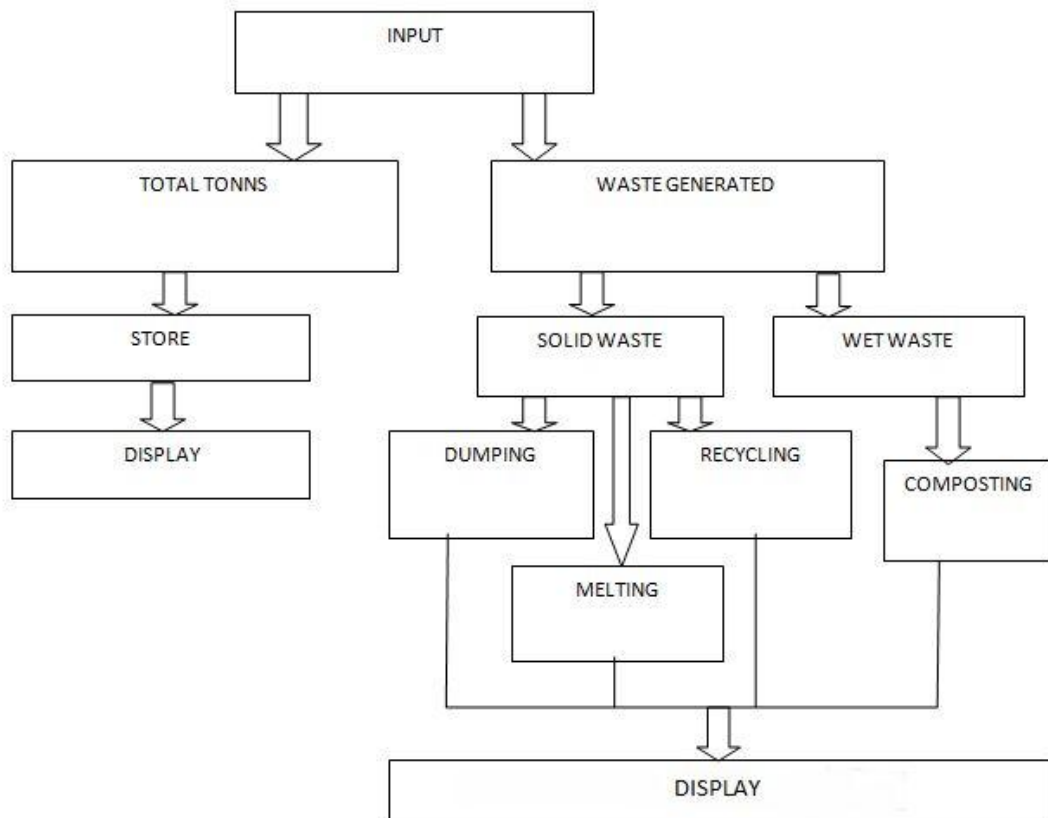 INPUT
TOTAL TONNS
WASTE GENERATED
STORE
SOLID WASTE
WET WASTE
DISPLAY
DUMPING
RECYCLING
COMPOSTING
MELTING
DISPLAY